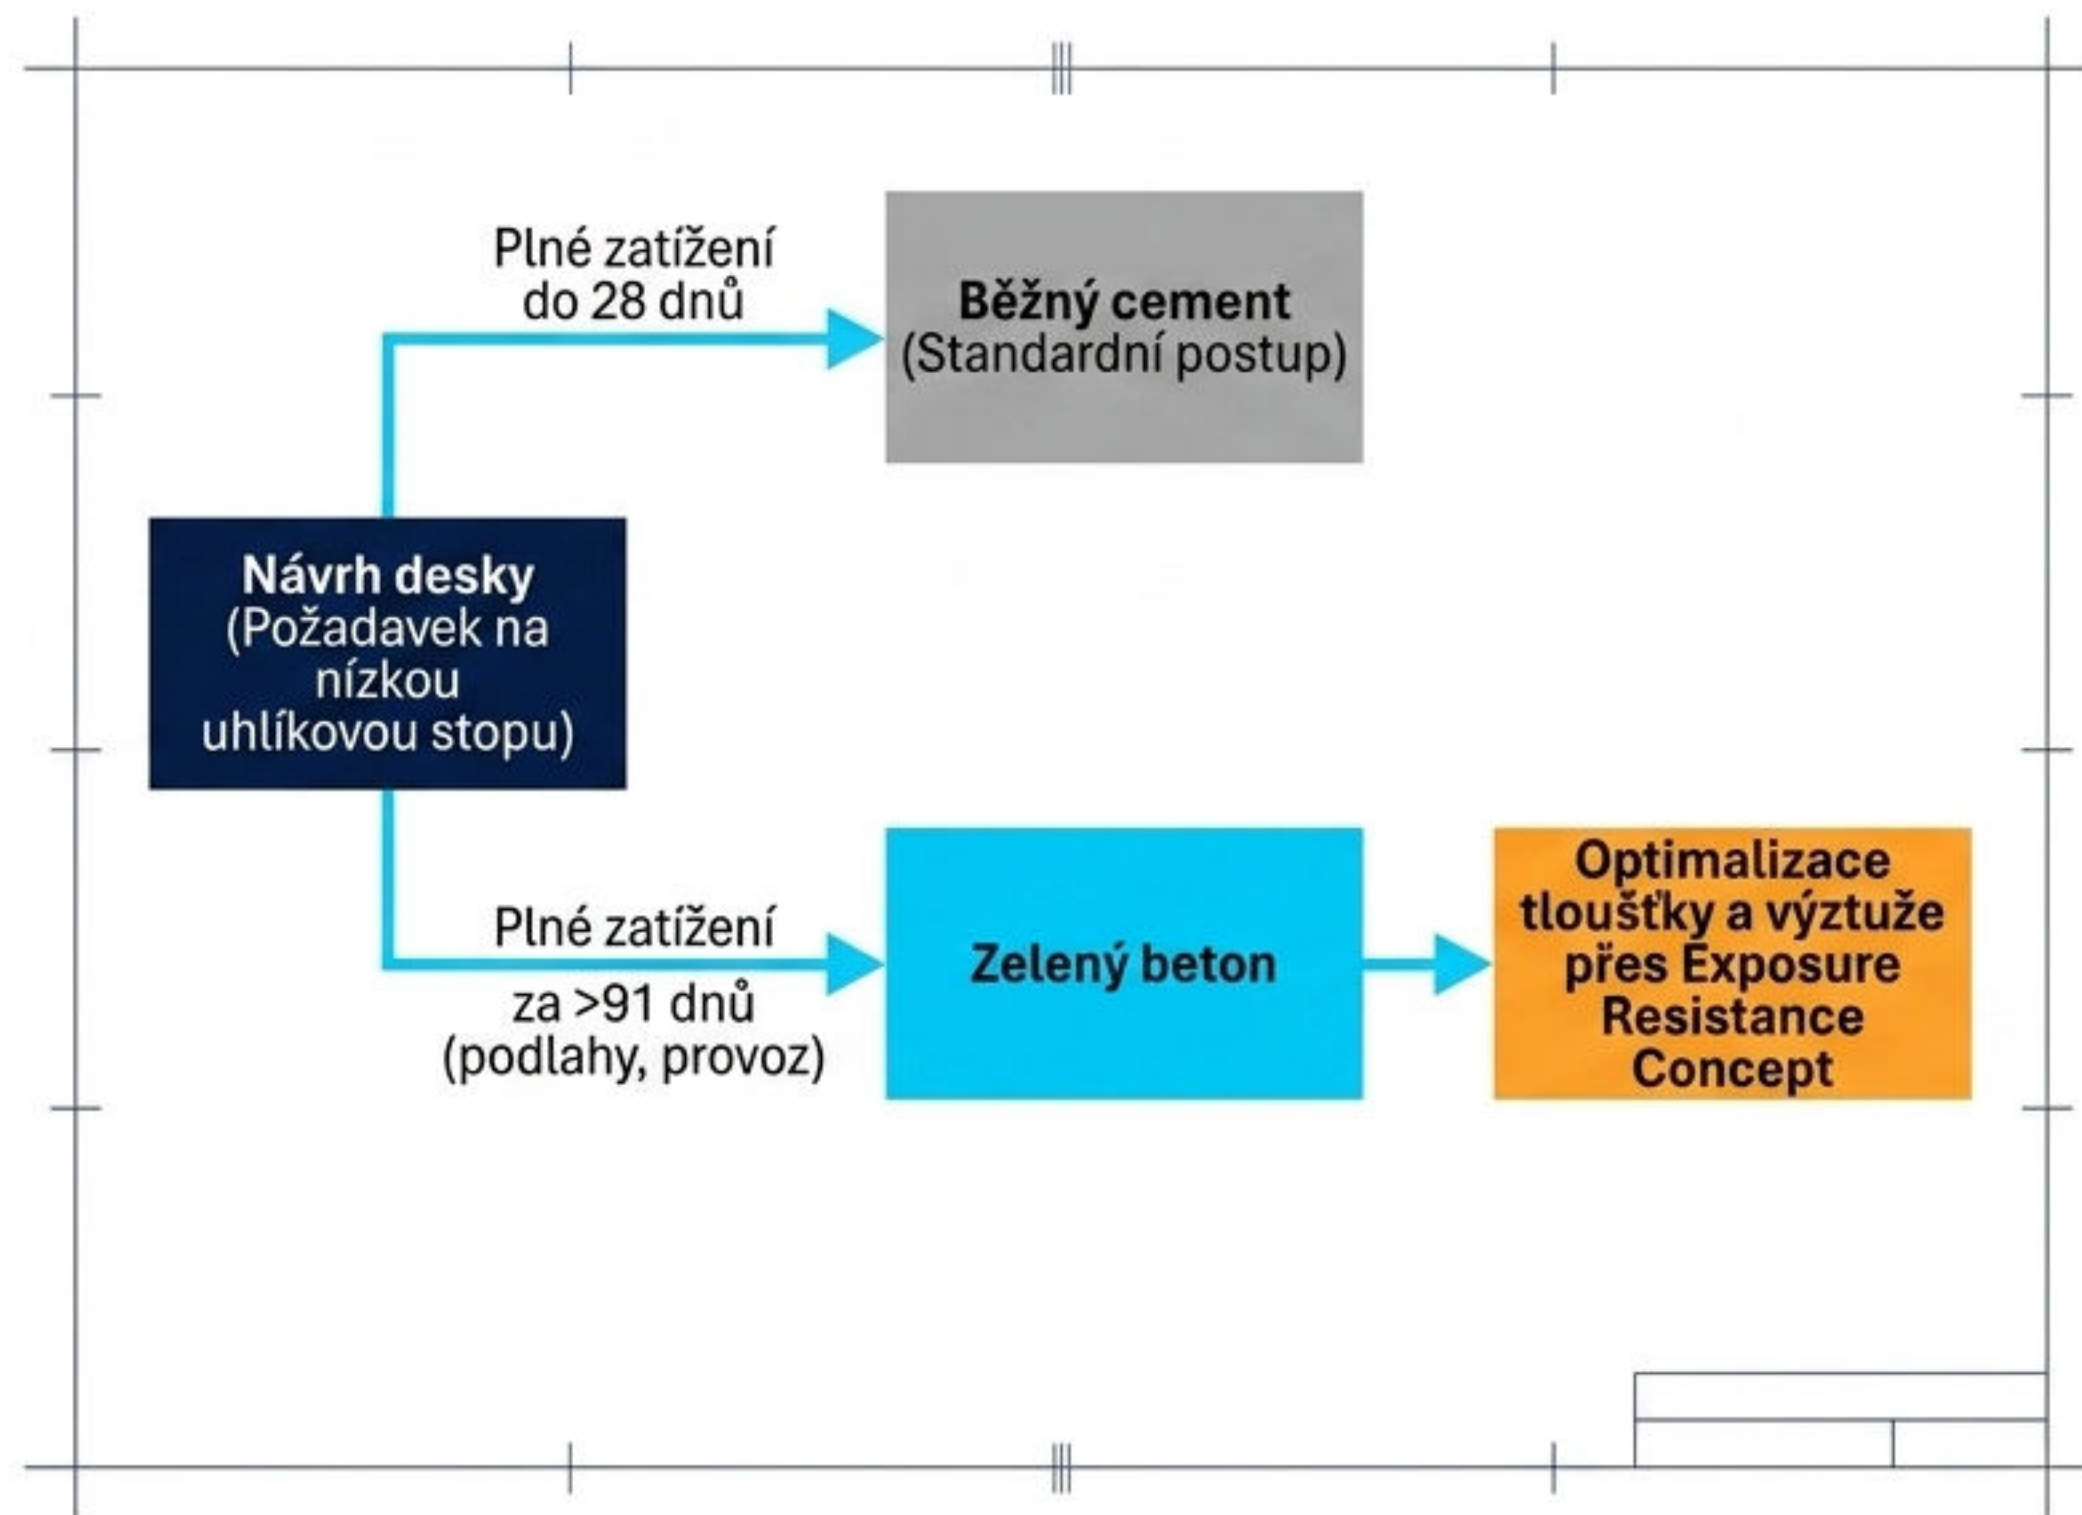 Plné zatížení
do 28 dnů
Běžný cement
(Standardní postup)
Návrh desky
(Požadavek na
nízkou
uhlíkovou stopu)
Plné zatížení
za >91 dnů
(podlahy, provoz)
Zelený beton
Optimalizace
tloušťky a výztuže
přes Exposure
Resistance
Concept